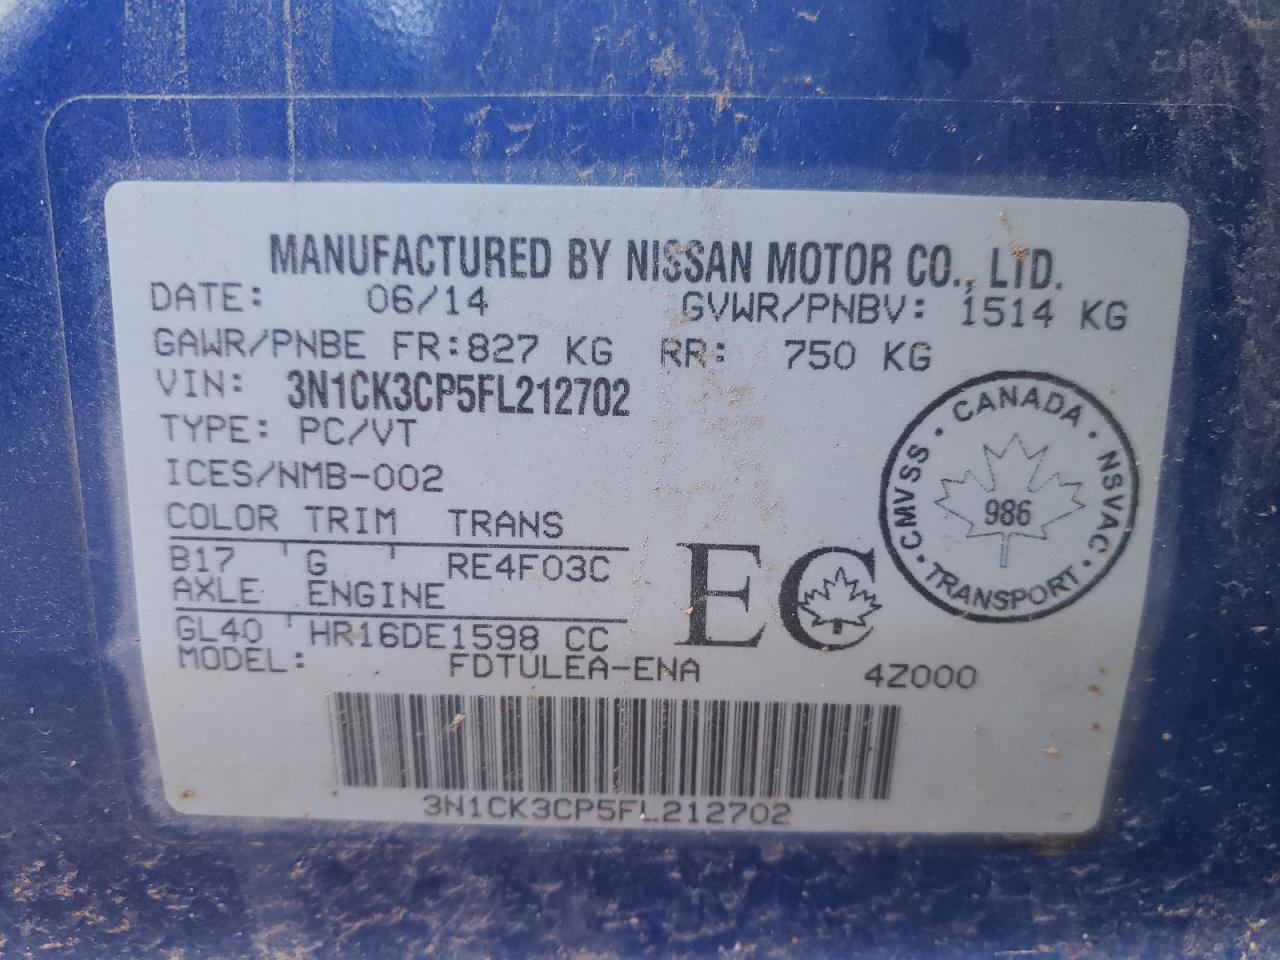 MANUFACTURED BY NISSAN MOTOR CO., LTD.
DATE: 06/14 GVWR/PNBV: 1514 KG
GAWR/PNBE FR:827 KG RR: 750 KG
VIN: 3N1CK3CP5FL212702
TYPE: PC/VT
ICES/NMB-002
COLOR TRIM TRANS
B17 ' G ' RE4F03C
AXLE ENGINE
GL40 ' HR16DE1598 CC
MODEL: FDTULEA-ENA 4Z000
EC
CANADA · NSVAC · TRANSPORT · CMVSS ·
986
3N1CK3CP5FL212702